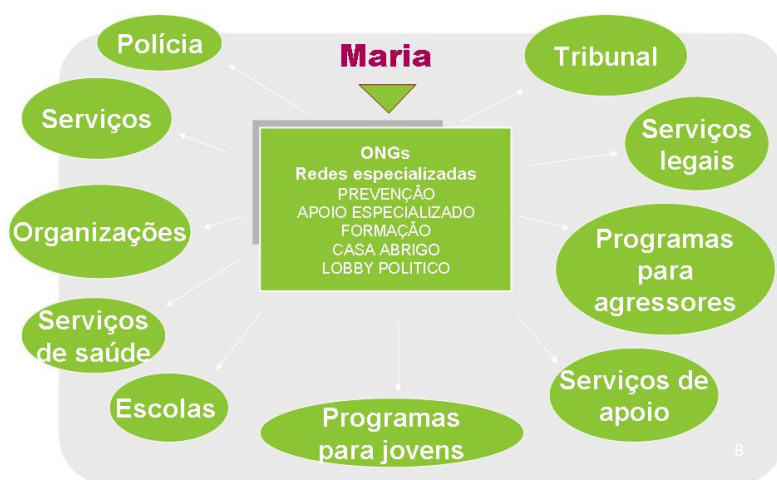 Polícia
Maria
Tribunal
Serviços
Serviços
legais
ONGs
Redes especializadas
PREVENÇÃO
APOIO ESPECIALIZADO
FORMAÇÃO
CASA ABRIGO
LOBBY POLITICO
Organizações
Programas
para
agressores
Serviços
de saúde
Serviços de
apoio
Escolas
Programas
para jovens
8